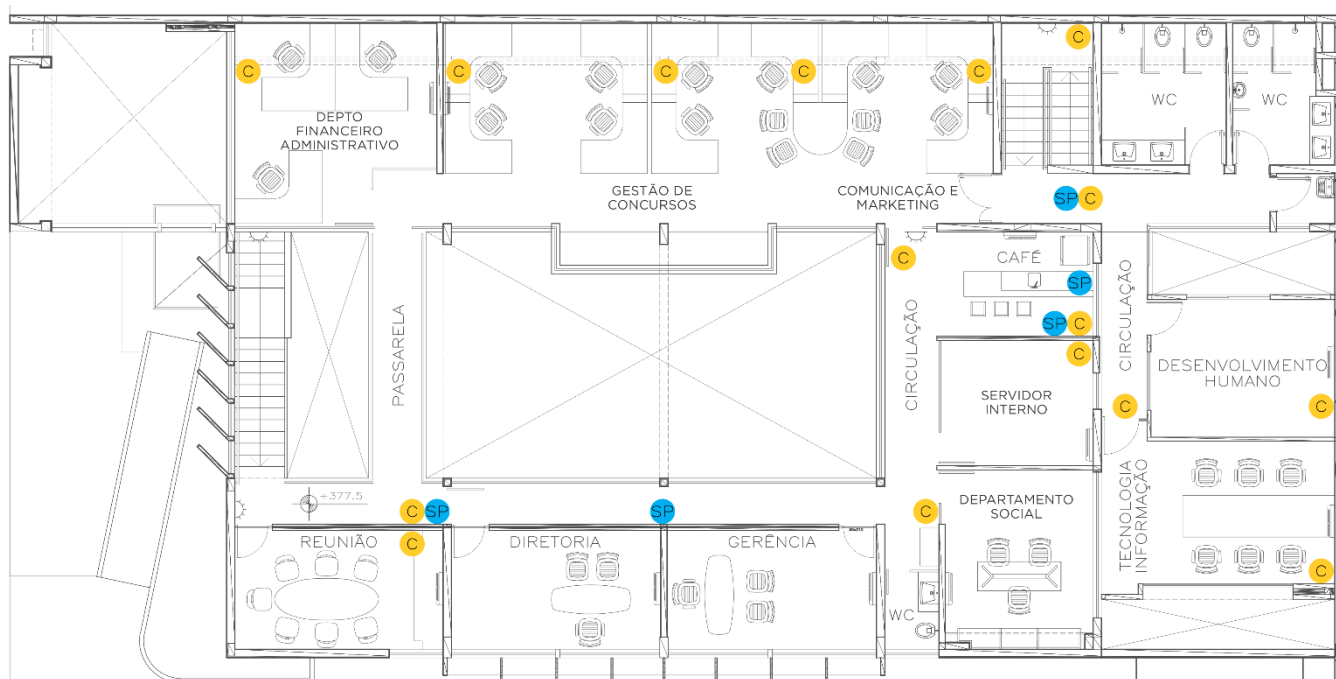 C
C
C
C
C
C
WC
WC
DEPTO
FINANCEIRO
ADMINISTRATIVO
GESTÃO DE
CONCURSOS
COMUNICAÇÃO E
MARKETING
SP
C
CAFÉ
C
SP
SP
C
C
PASSARELA
CIRCULAÇÃO
CIRCULAÇÃO
SERVIDOR
INTERNO
DESENVOLVIMENTO
HUMANO
C
C
+377.5
C
SP
SP
C
DEPARTAMENTO
SOCIAL
TECNOLOGIA
INFORMAÇÃO
REUNIÃO
C
DIRETORIA
GERÊNCIA
C
WC